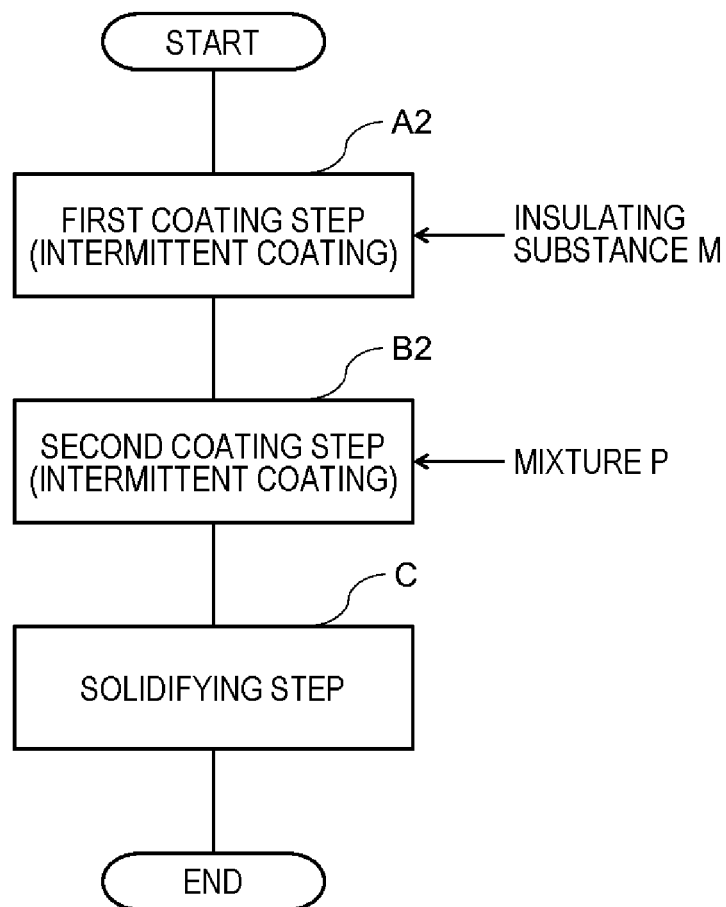 START
A2
FIRST COATING STEP
(INTERMITTENT COATING)
INSULATING
SUBSTANCE M
B2
SECOND COATING STEP
(INTERMITTENT COATING)
MIXTURE P
C
SOLIDIFYING STEP
END